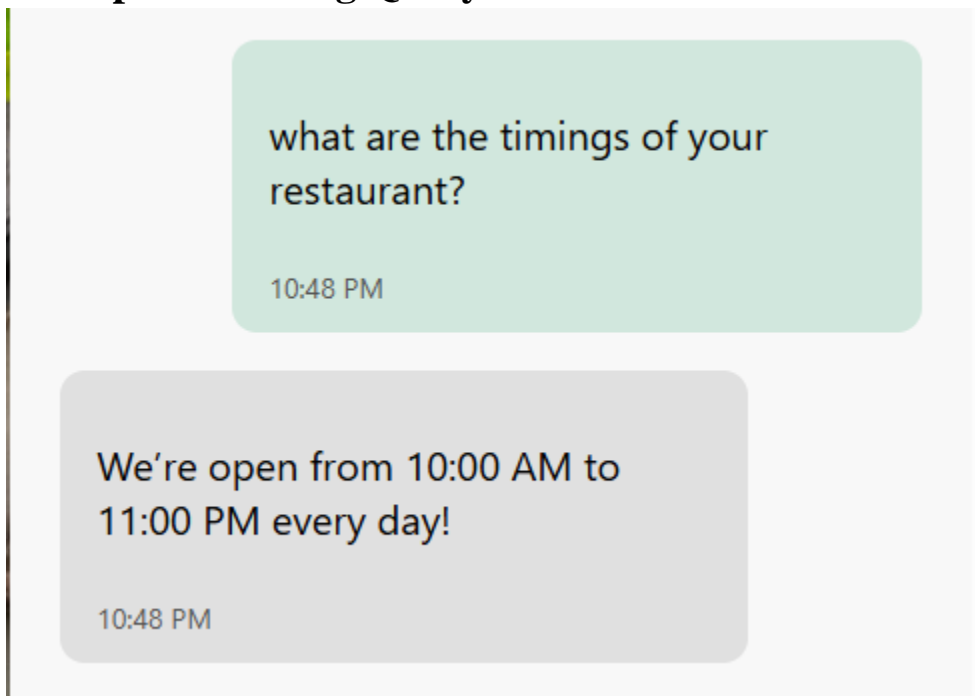 what are the timings of your
restaurant?
10:48 PM
We’re open from 10:00 AM to
11:00 PM every day!
10:48 PM